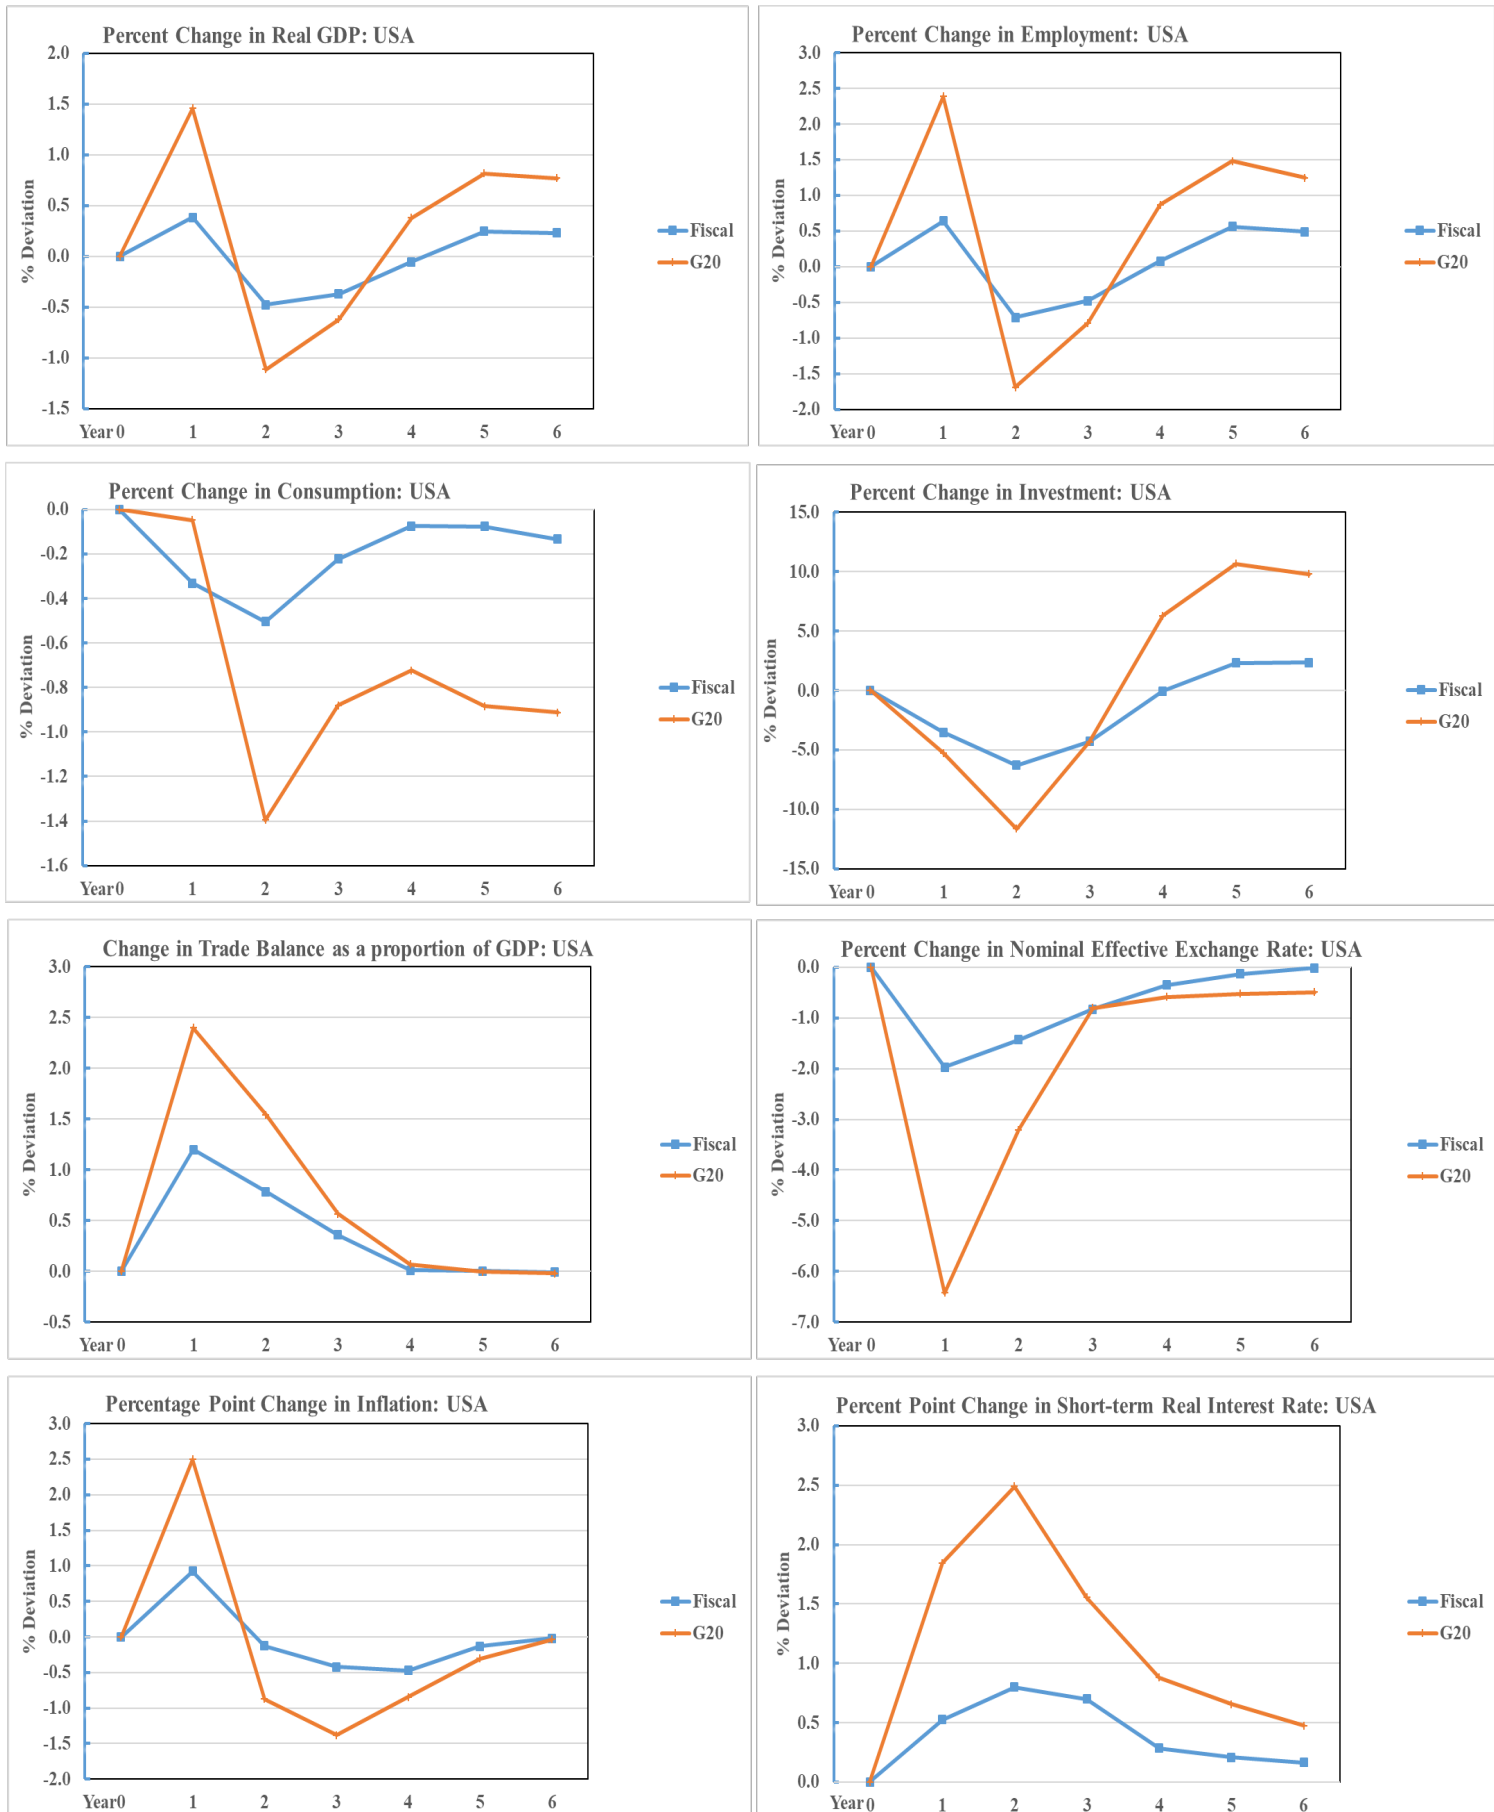 Percent Change in Real GDP: USA
2.0
1.5
1.0
0.5
0.0
-0.5
-1.0
-1.5
% Deviation
Fiscal
G20
Year 0 1 2 3 4 5 6
Percent Change in Employment: USA
3.0
2.5
2.0
1.5
1.0
0.5
0.0
-0.5
-1.0
-1.5
-2.0
% Deviation
Fiscal
G20
Year 0 1 2 3 4 5 6
Percent Change in Consumption: USA
0.0
-0.2
-0.4
-0.6
-0.8
-1.0
-1.2
-1.4
-1.6
% Deviation
Fiscal
G20
Year 0 1 2 3 4 5 6
Percent Change in Investment: USA
15.0
10.0
5.0
0.0
-5.0
-10.0
-15.0
% Deviation
Fiscal
G20
Year 0 1 2 3 4 5 6
Change in Trade Balance as a proportion of GDP: USA
3.0
2.5
2.0
1.5
1.0
0.5
0.0
-0.5
% Deviation
Fiscal
G20
Year 0 1 2 3 4 5 6
Percent Change in Nominal Effective Exchange Rate: USA
0.0
-1.0
-2.0
-3.0
-4.0
-5.0
-6.0
-7.0
% Deviation
Fiscal
G20
Year 0 1 2 3 4 5 6
Percentage Point Change in Inflation: USA
3.0
2.5
2.0
1.5
1.0
0.5
0.0
-0.5
-1.0
-1.5
-2.0
% Deviation
Fiscal
G20
Year 0 1 2 3 4 5 6
Percent Point Change in Short-term Real Interest Rate: USA
3.0
2.5
2.0
1.5
1.0
0.5
0.0
% Deviation
Fiscal
G20
Year 0 1 2 3 4 5 6